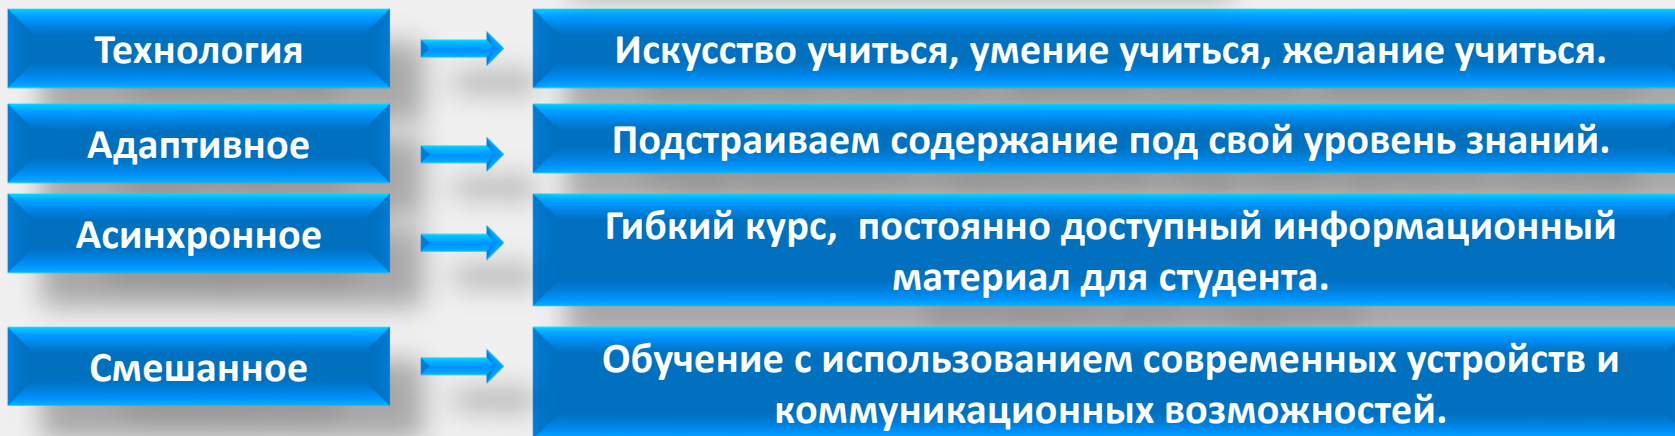 Технология
Искусство учиться, умение учиться, желание учиться.
Адаптивное
Подстраиваем содержание под свой уровень знаний.
Асинхронное
Гибкий курс,  постоянно доступный информационный
материал для студента.
Смешанное
Обучение с использованием современных устройств и
коммуникационных возможностей.